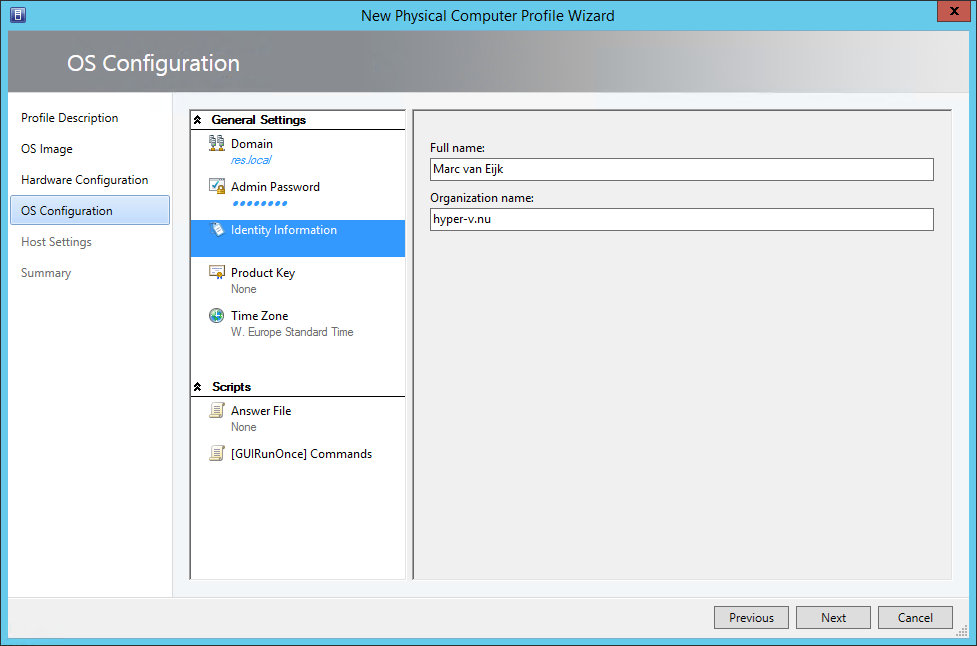 New Physical Computer Profile Wizard
x
OS Configuration
Profile Description
OS Image
Hardware Configuration
OS Configuration
Host Settings
Summary
General Settings
Domain
res.local
Admin Password
Identity Information
Product Key
None
Time Zone
W. Europe Standard Time
Scripts
Answer File
None
[GUIRunOnce] Commands
Full name:
Marc van Eijk
Organization name:
hyper-v.nu
Previous
Next
Cancel